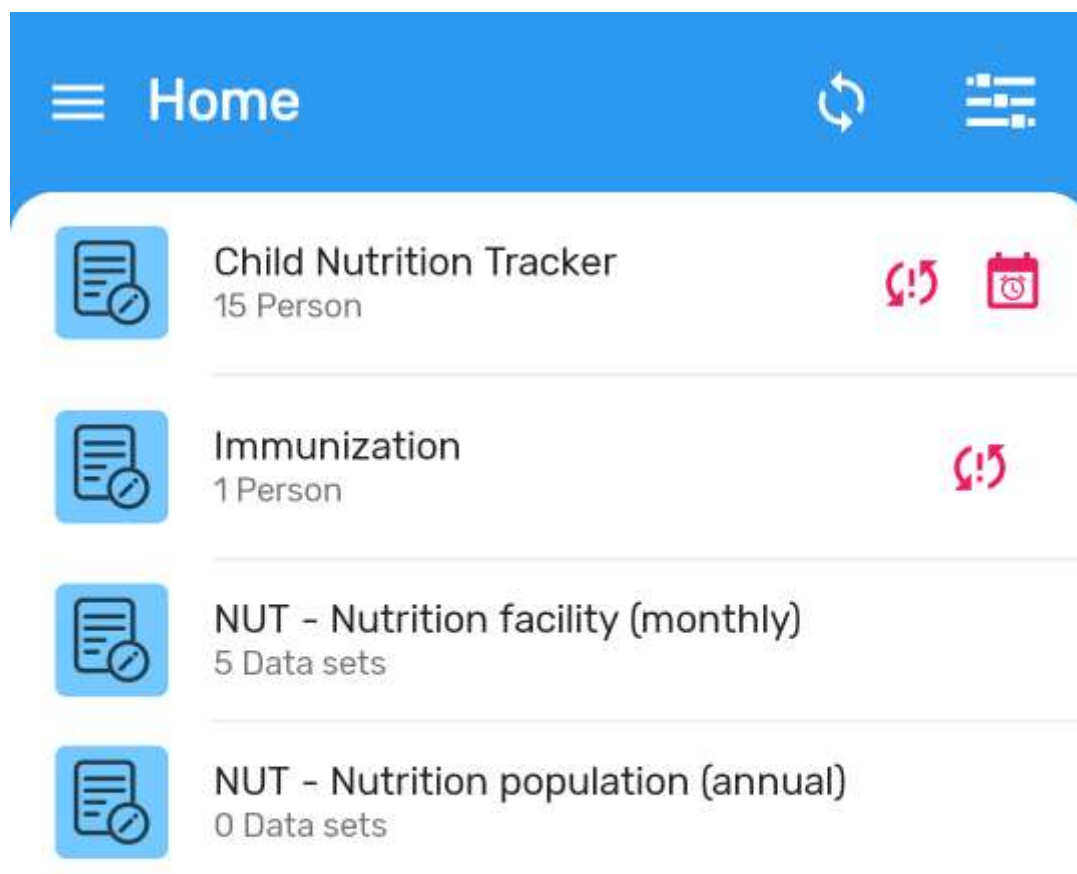 Home
Child Nutrition Tracker
15 Person
Immunization
1 Person
NUT - Nutrition facility (monthly)
5 Data sets
NUT - Nutrition population (annual)
0 Data sets